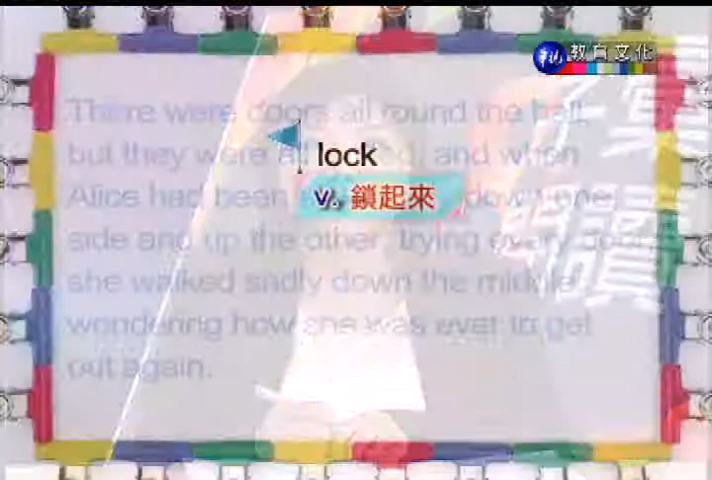 華視 教育文化
There were doors all round the hall,
but they were all, and when
lock
Alice had been down one
v. 鎖起來
side and up the other, trying every door
she walked sadly down the middle,
wondering how she was ever to get
out again.